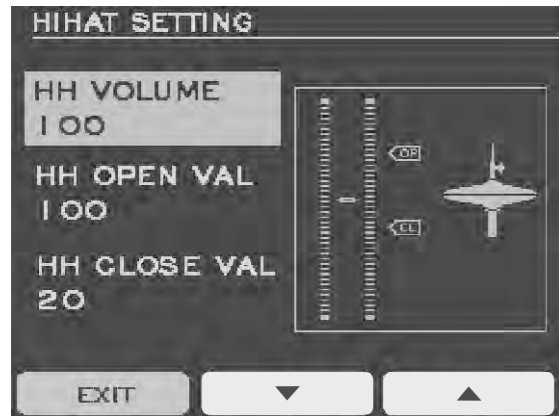 HIHAT SETTING
HH VOLUME
100
HH OPEN VAL
100
HH CLOSE VAL
20
OP
CL
EXIT